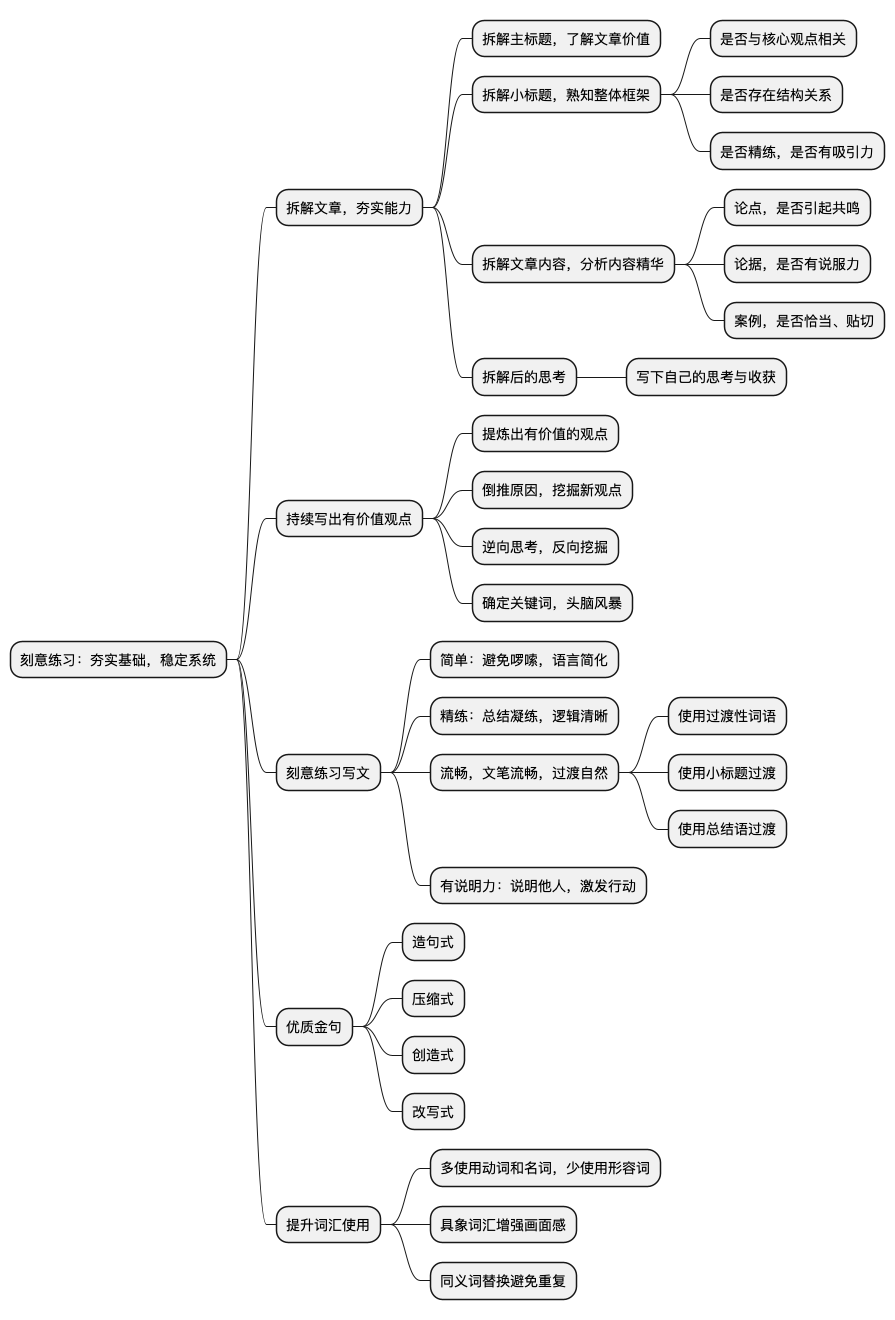 刻意练习：夯实基础，稳定系统
拆解文章，夯实能力
拆解主标题，了解文章价值
拆解小标题，熟知整体框架
是否与核心观点相关
是否存在结构关系
是否精练，是否有吸引力
拆解文章内容，分析内容精华
论点，是否引起共鸣
论据，是否有说服力
案例，是否恰当、贴切
拆解后的思考
写下自己的思考与收获
持续写出有价值观点
提炼出有价值的观点
倒推原因，挖掘新观点
逆向思考，反向挖掘
确定关键词，头脑风暴
刻意练习写文
简单：避免啰嗦，语言简化
精练：总结凝练，逻辑清晰
流畅，文笔流畅，过渡自然
使用过渡性词语
使用小标题过渡
使用总结语过渡
有说明力：说明他人，激发行动
优质金句
造句式
压缩式
创造式
改写式
提升词汇使用
多使用动词和名词，少使用形容词
具象词汇增强画面感
同义词替换避免重复